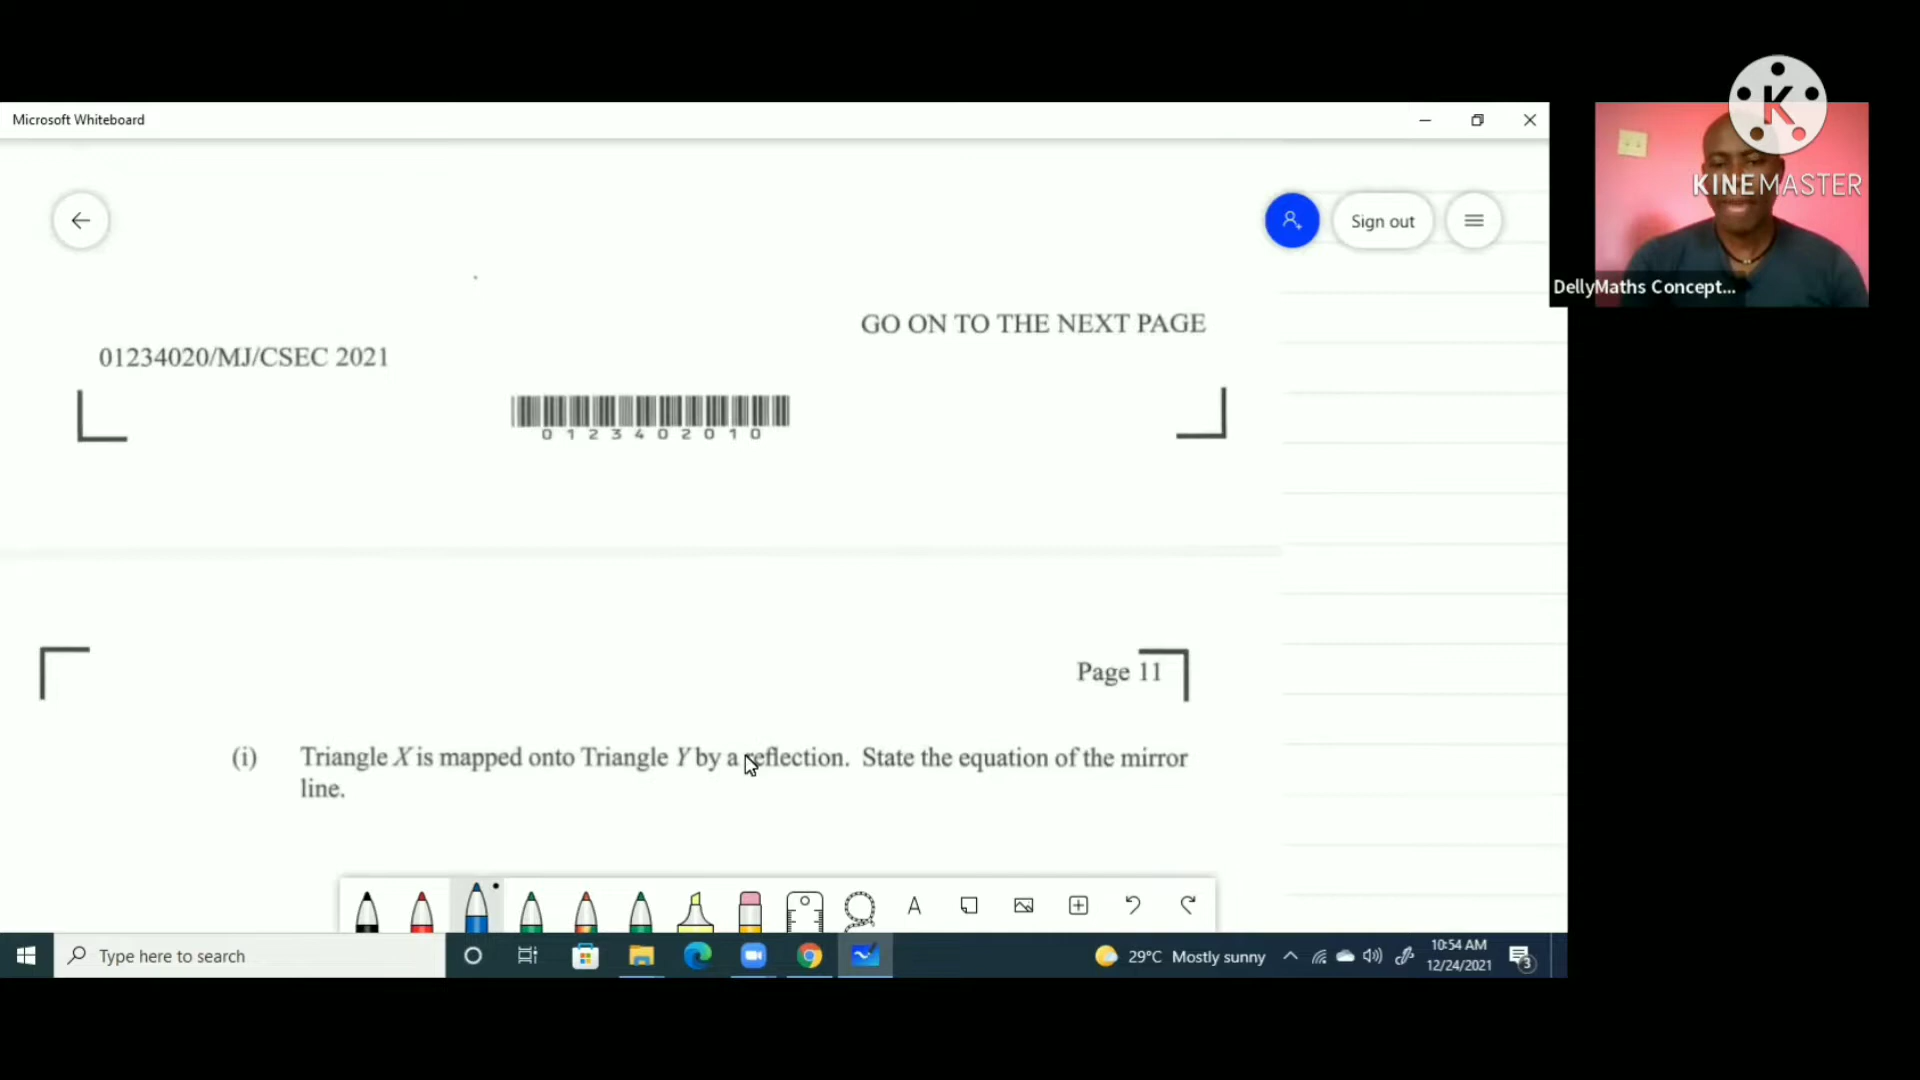 Microsoft Whiteboard
K
KINEMASTER
Sign out
DellyMaths Concept...
GO ON TO THE NEXT PAGE
01234020/MJ/CSEC 2021
0 1 2 3 4 0 2 0 1 0
Page 11
(i) Triangle X is mapped onto Triangle Y by a reflection. State the equation of the mirror
line.
A
Type here to search
29°C Mostly sunny
10:54 AM
12/24/2021
3